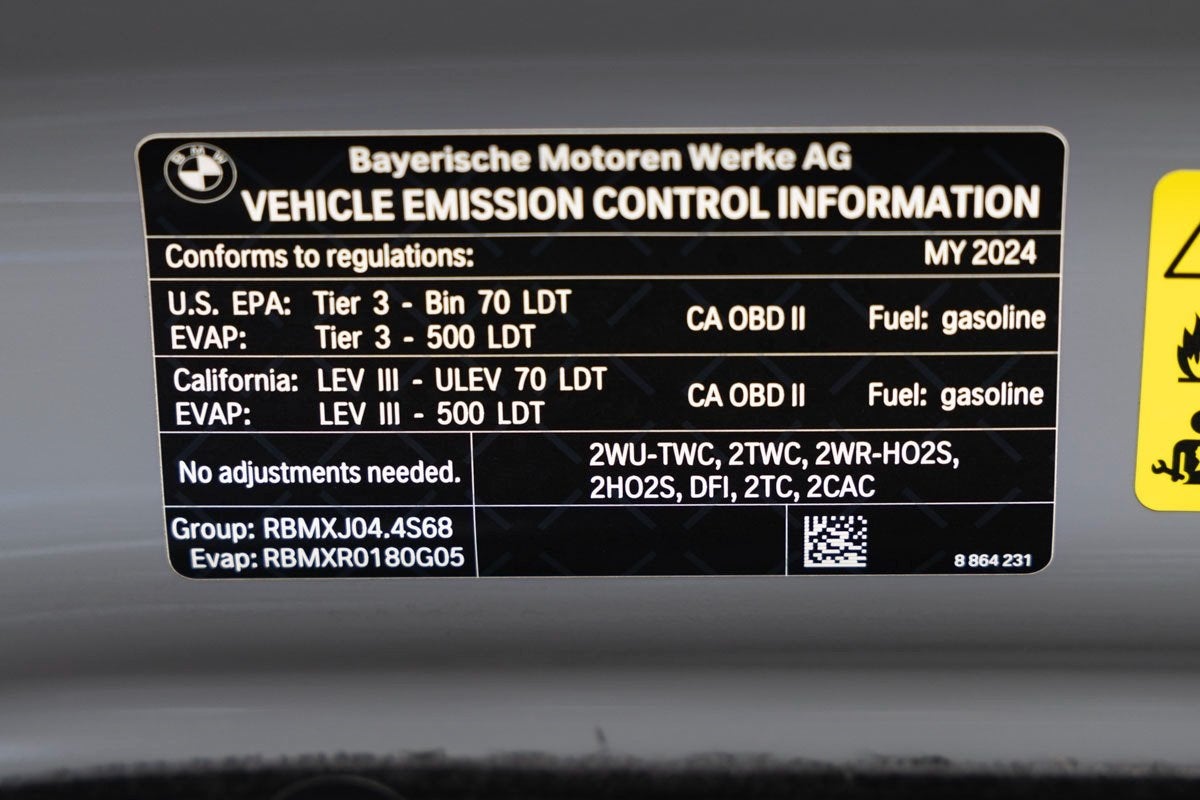 BMW
Bayerische Motoren Werke AG
VEHICLE EMISSION CONTROL INFORMATION
Conforms to regulations: MY 2024
U.S. EPA: Tier 3 - Bin 70 LDT
EVAP: Tier 3 - 500 LDT
CA OBD II Fuel: gasoline
California: LEV III - ULEV 70 LDT
EVAP: LEV III - 500 LDT
CA OBD II Fuel: gasoline
No adjustments needed.
2WU-TWC, 2TWC, 2WR-HO2S,
2HO2S, DFI, 2TC, 2CAC
Group: RBMXJ04.4S68
Evap: RBMXR0180G05
8 864 231